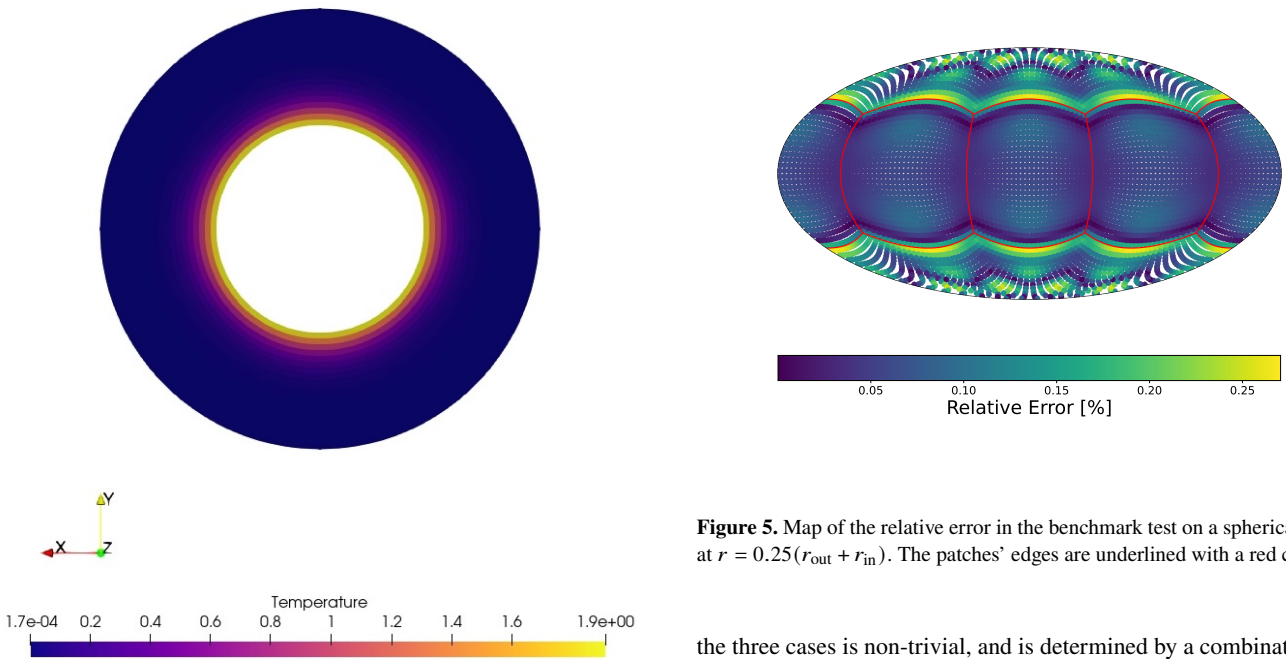 Y
X
Z
Temperature
1.7e-04 0.2 0.4 0.6 0.8 1 1.2 1.4 1.6 1.9e+00
0.05 0.10 0.15 0.20 0.25
Relative Error [%]
Figure 5. Map of the relative error in the benchmark test on a spherica
at r = 0.25(r_out + r_in). The patches' edges are underlined with a red c
the three cases is non-trivial, and is determined by a combinat